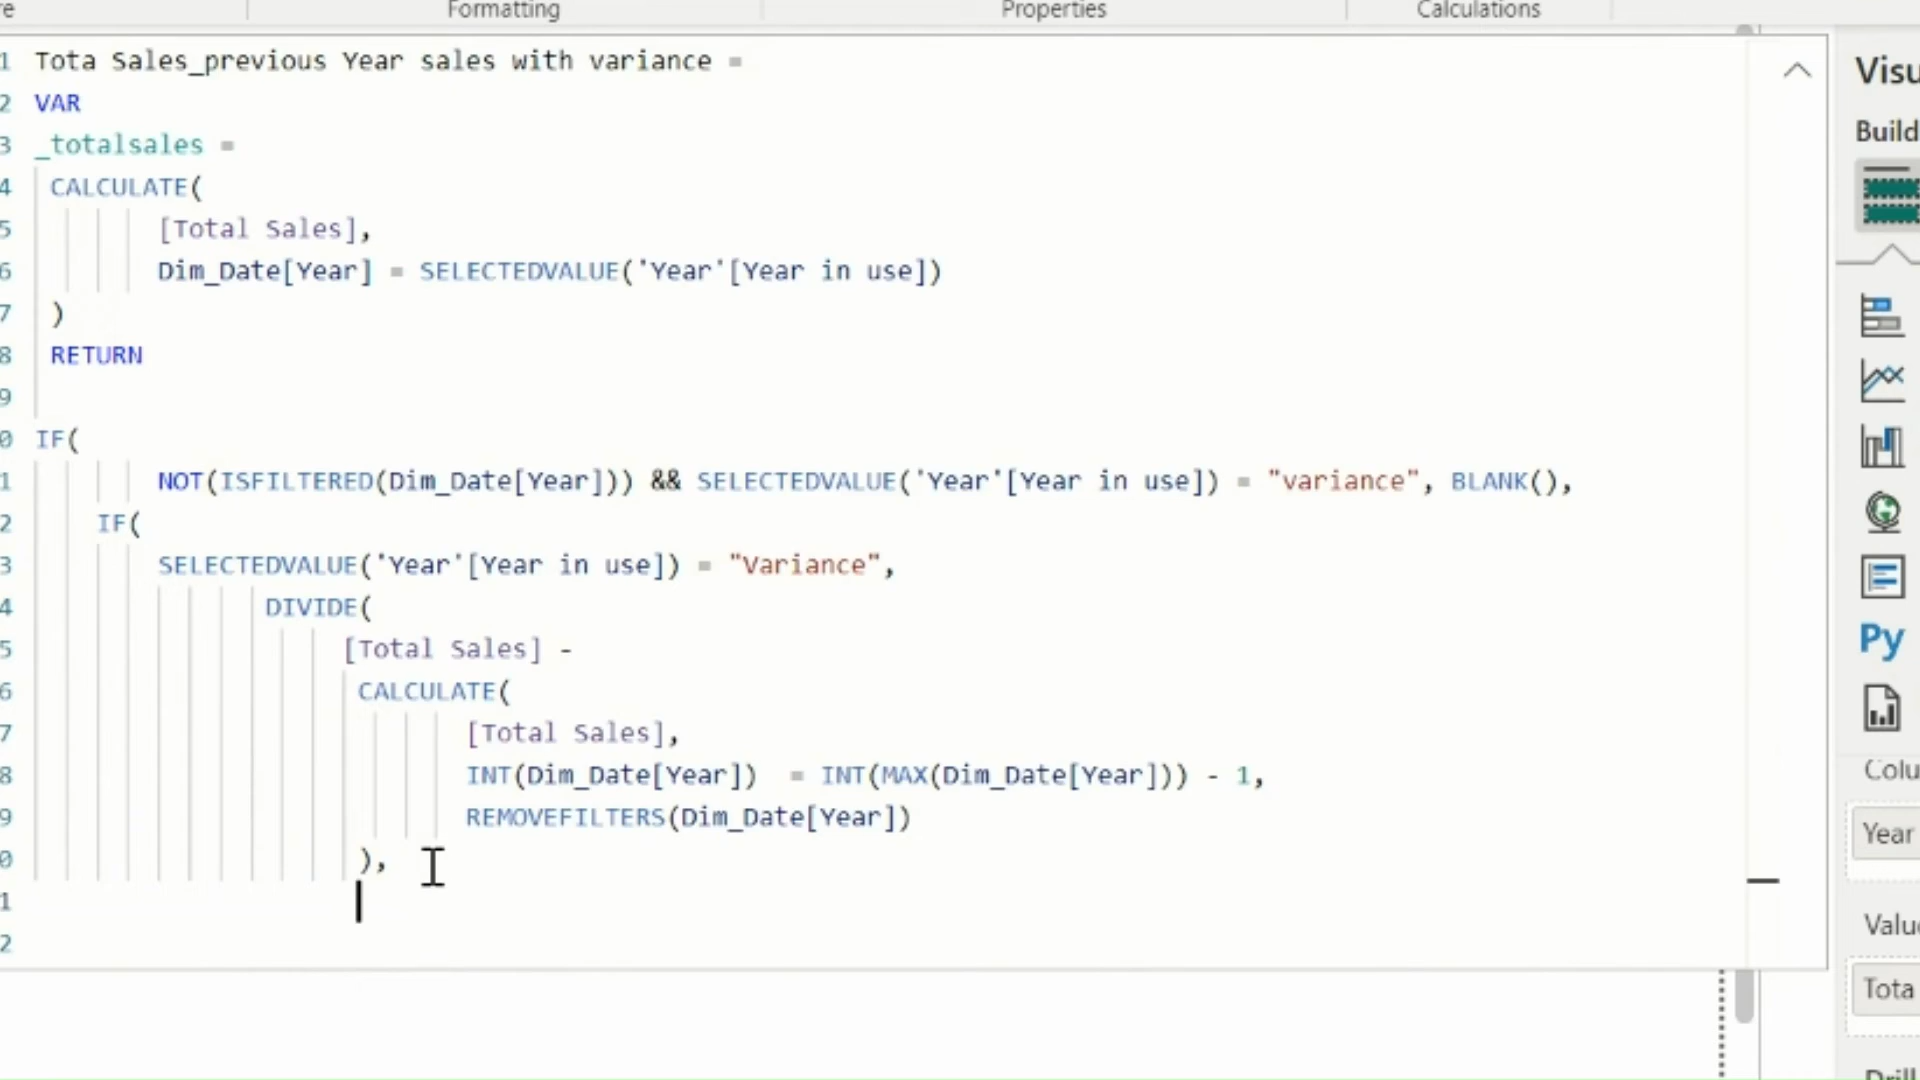 re Formatting Properties Calculations
1 Tota Sales_previous Year sales with variance =
2 VAR
3 _totalsales =
4 CALCULATE(
5 [Total Sales],
6 Dim_Date[Year] = SELECTEDVALUE('Year'[Year in use])
7 )
8 RETURN
9
0 IF(
1 NOT(ISFILTERED(Dim_Date[Year])) && SELECTEDVALUE('Year'[Year in use]) = "variance", BLANK(),
2 IF(
3 SELECTEDVALUE('Year'[Year in use]) = "Variance",
4 DIVIDE(
5 [Total Sales] -
6 CALCULATE(
7 [Total Sales],
8 INT(Dim_Date[Year]) = INT(MAX(Dim_Date[Year])) - 1,
9 REMOVEFILTERS(Dim_Date[Year])
0 ),
1
2
Visu
Build
Py
Colu
Year
Valu
Tota